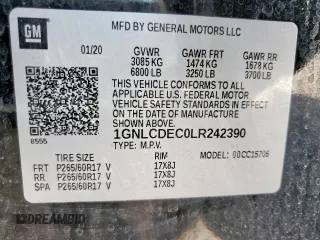 GM
MFD BY GENERAL MOTORS LLC
01/20 GVWR GAWR FRT GAWR RR
3085 KG 1474 KG 1678 KG
6800 LB 3250 LB 3700 LB
THIS VEHICLE CONFORMS TO ALL
APPLICABLE U.S. FEDERAL MOTOR
VEHICLE SAFETY STANDARDS IN EFFECT
ON THE DATE OF MANUFACTURE
SHOWN ABOVE.
1GNLCDEC0LR242390
8555 TYPE: M.P.V. MODEL: 00CC15706
TIRE SIZE RIM
FRT P265/60R17 V 17X8J
RR P265/60R17 V 17X8J
SPA P265/60R17 V 17X8J
DREAMBID